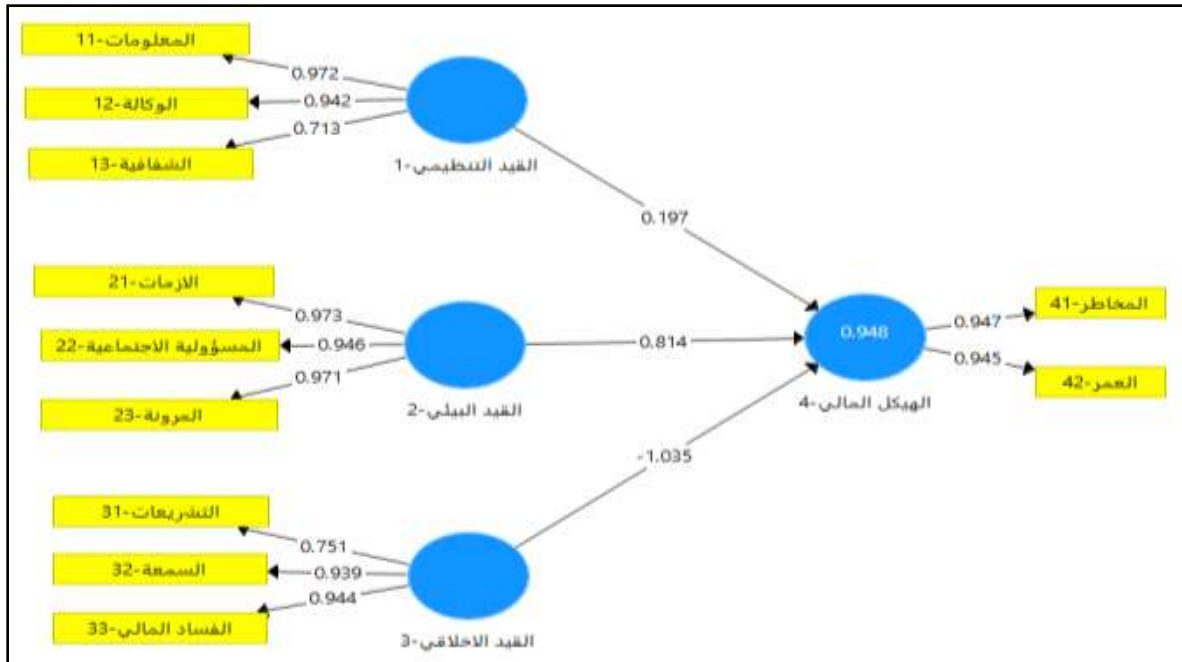 11-المعلومات
0.972
12-الوكالة
0.942
13-الشفافية
0.713
1-القيد التنظيمي
0.197
21-الازمات
0.973
22-المسؤولية الاجتماعية
0.946
23-المرونة
0.971
2-القيد البيئي
0.814
0.948
4-الهيكل المالي
0.947
41-المخاطر
0.945
42-العمر
-1.035
31-التشريعات
0.751
32-السمعة
0.939
33-الفساد المالي
0.944
3-القيد الاخلاقي